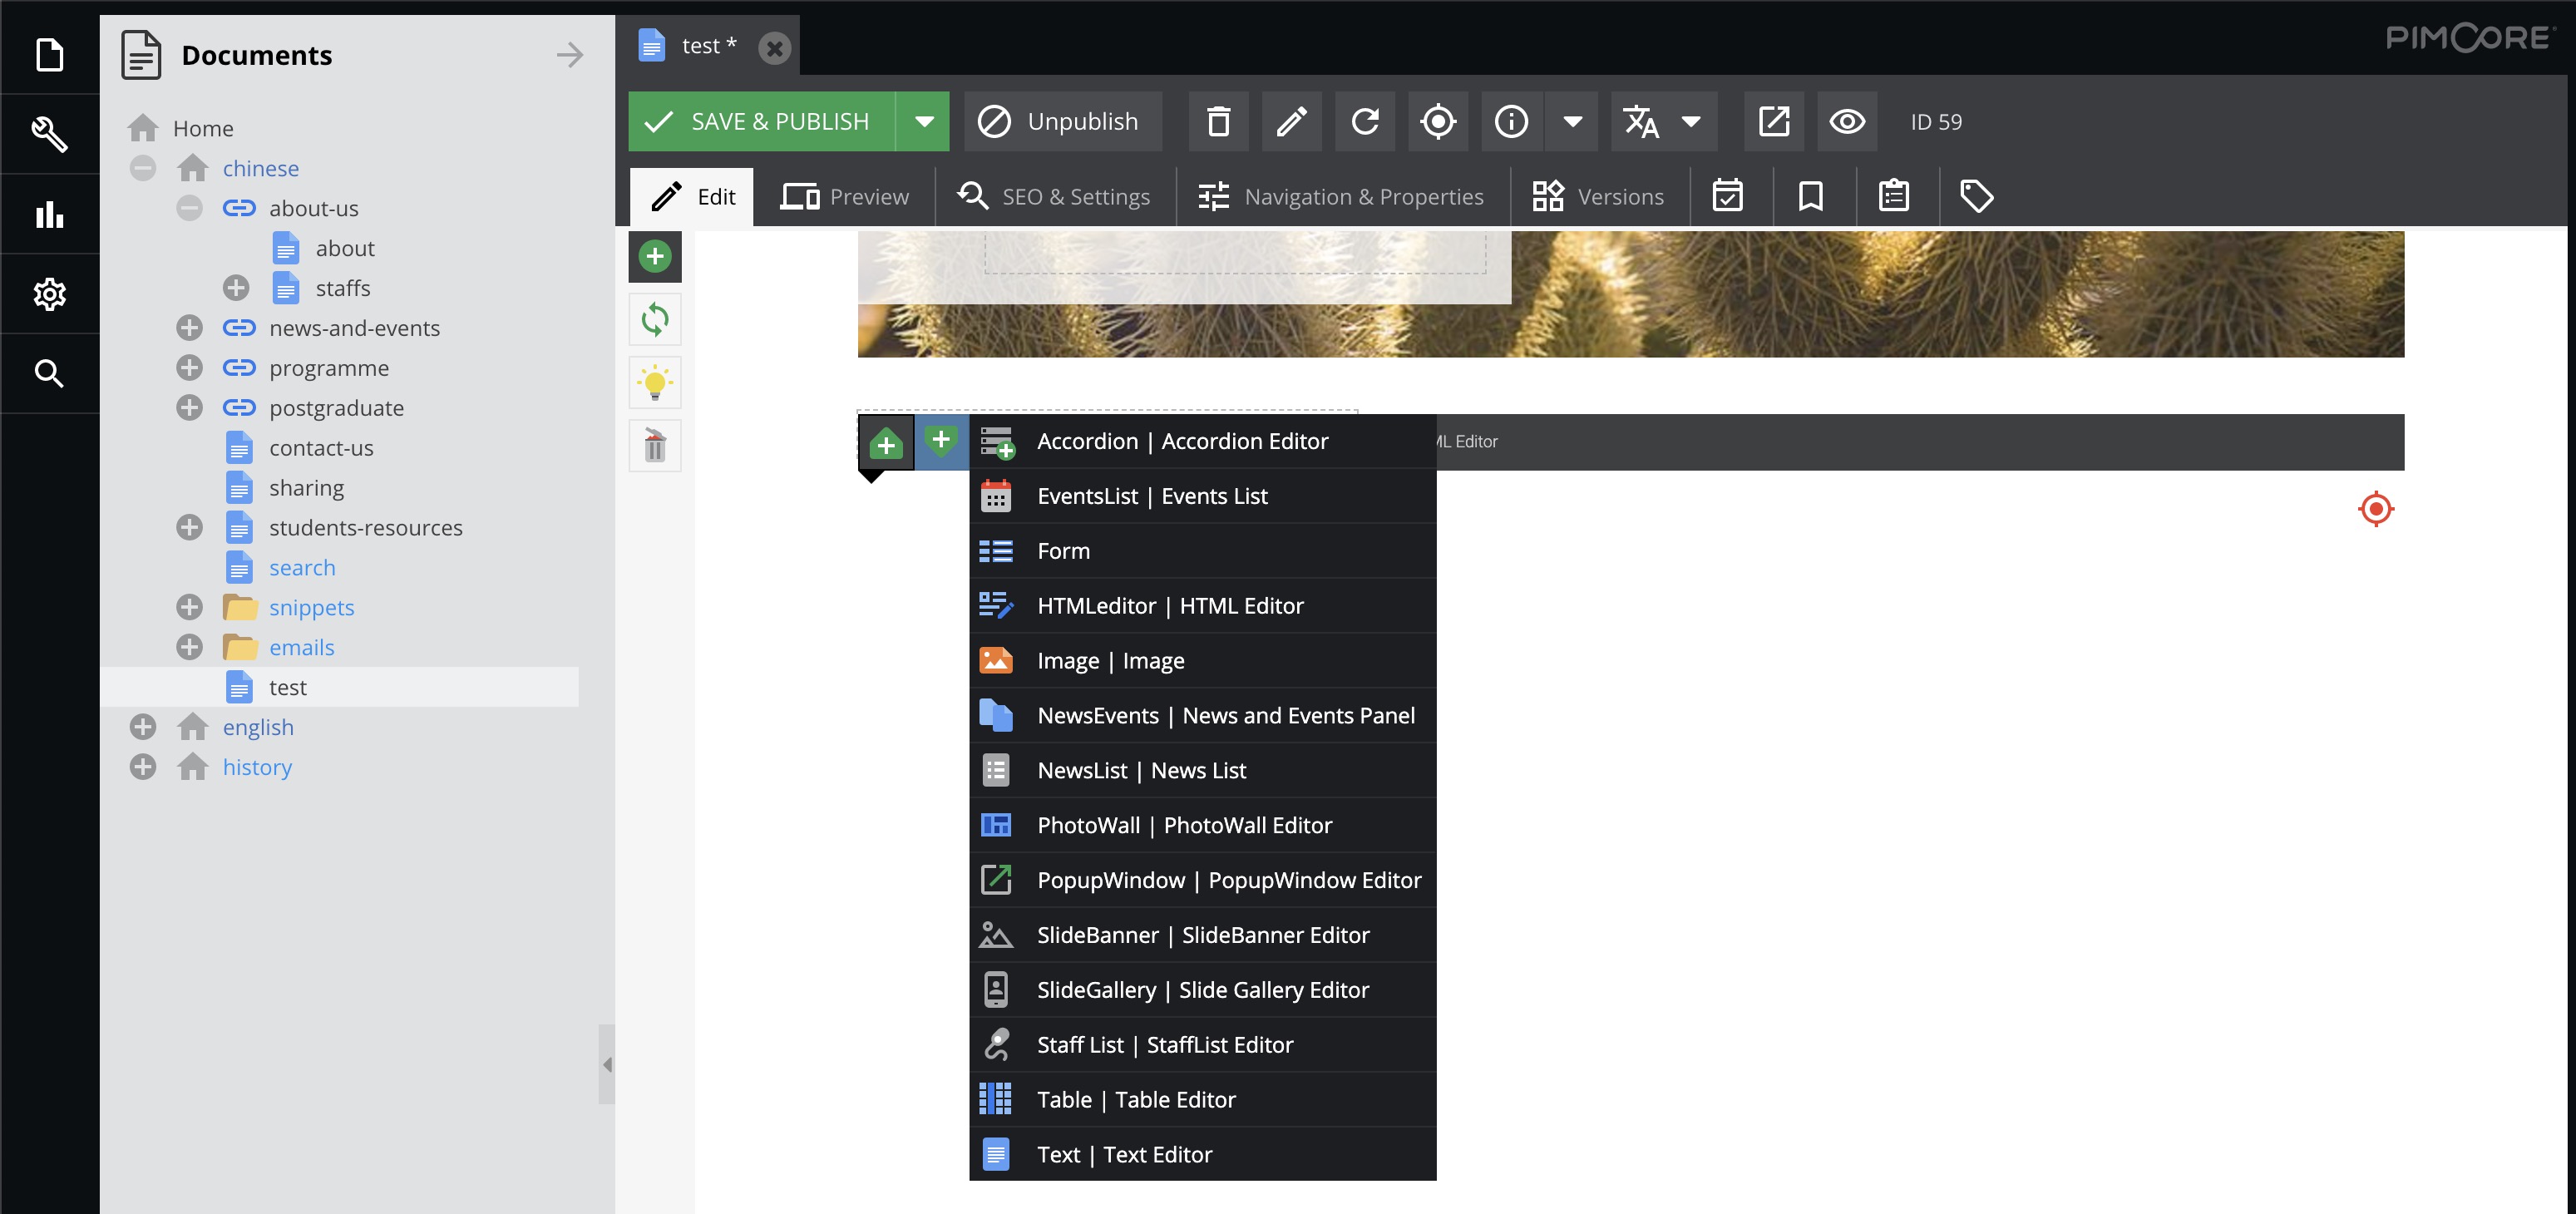 Documents
Home
chinese
about-us
about
staffs
news-and-events
programme
postgraduate
contact-us
sharing
students-resources
search
snippets
emails
test
english
history
test *
PIMCORE
SAVE & PUBLISH
Unpublish
ID 59
Edit
Preview
SEO & Settings
Navigation & Properties
Versions
Accordion | Accordion Editor
ML Editor
EventsList | Events List
Form
HTMLeditor | HTML Editor
Image | Image
NewsEvents | News and Events Panel
NewsList | News List
PhotoWall | PhotoWall Editor
PopupWindow | PopupWindow Editor
SlideBanner | SlideBanner Editor
SlideGallery | Slide Gallery Editor
Staff List | StaffList Editor
Table | Table Editor
Text | Text Editor